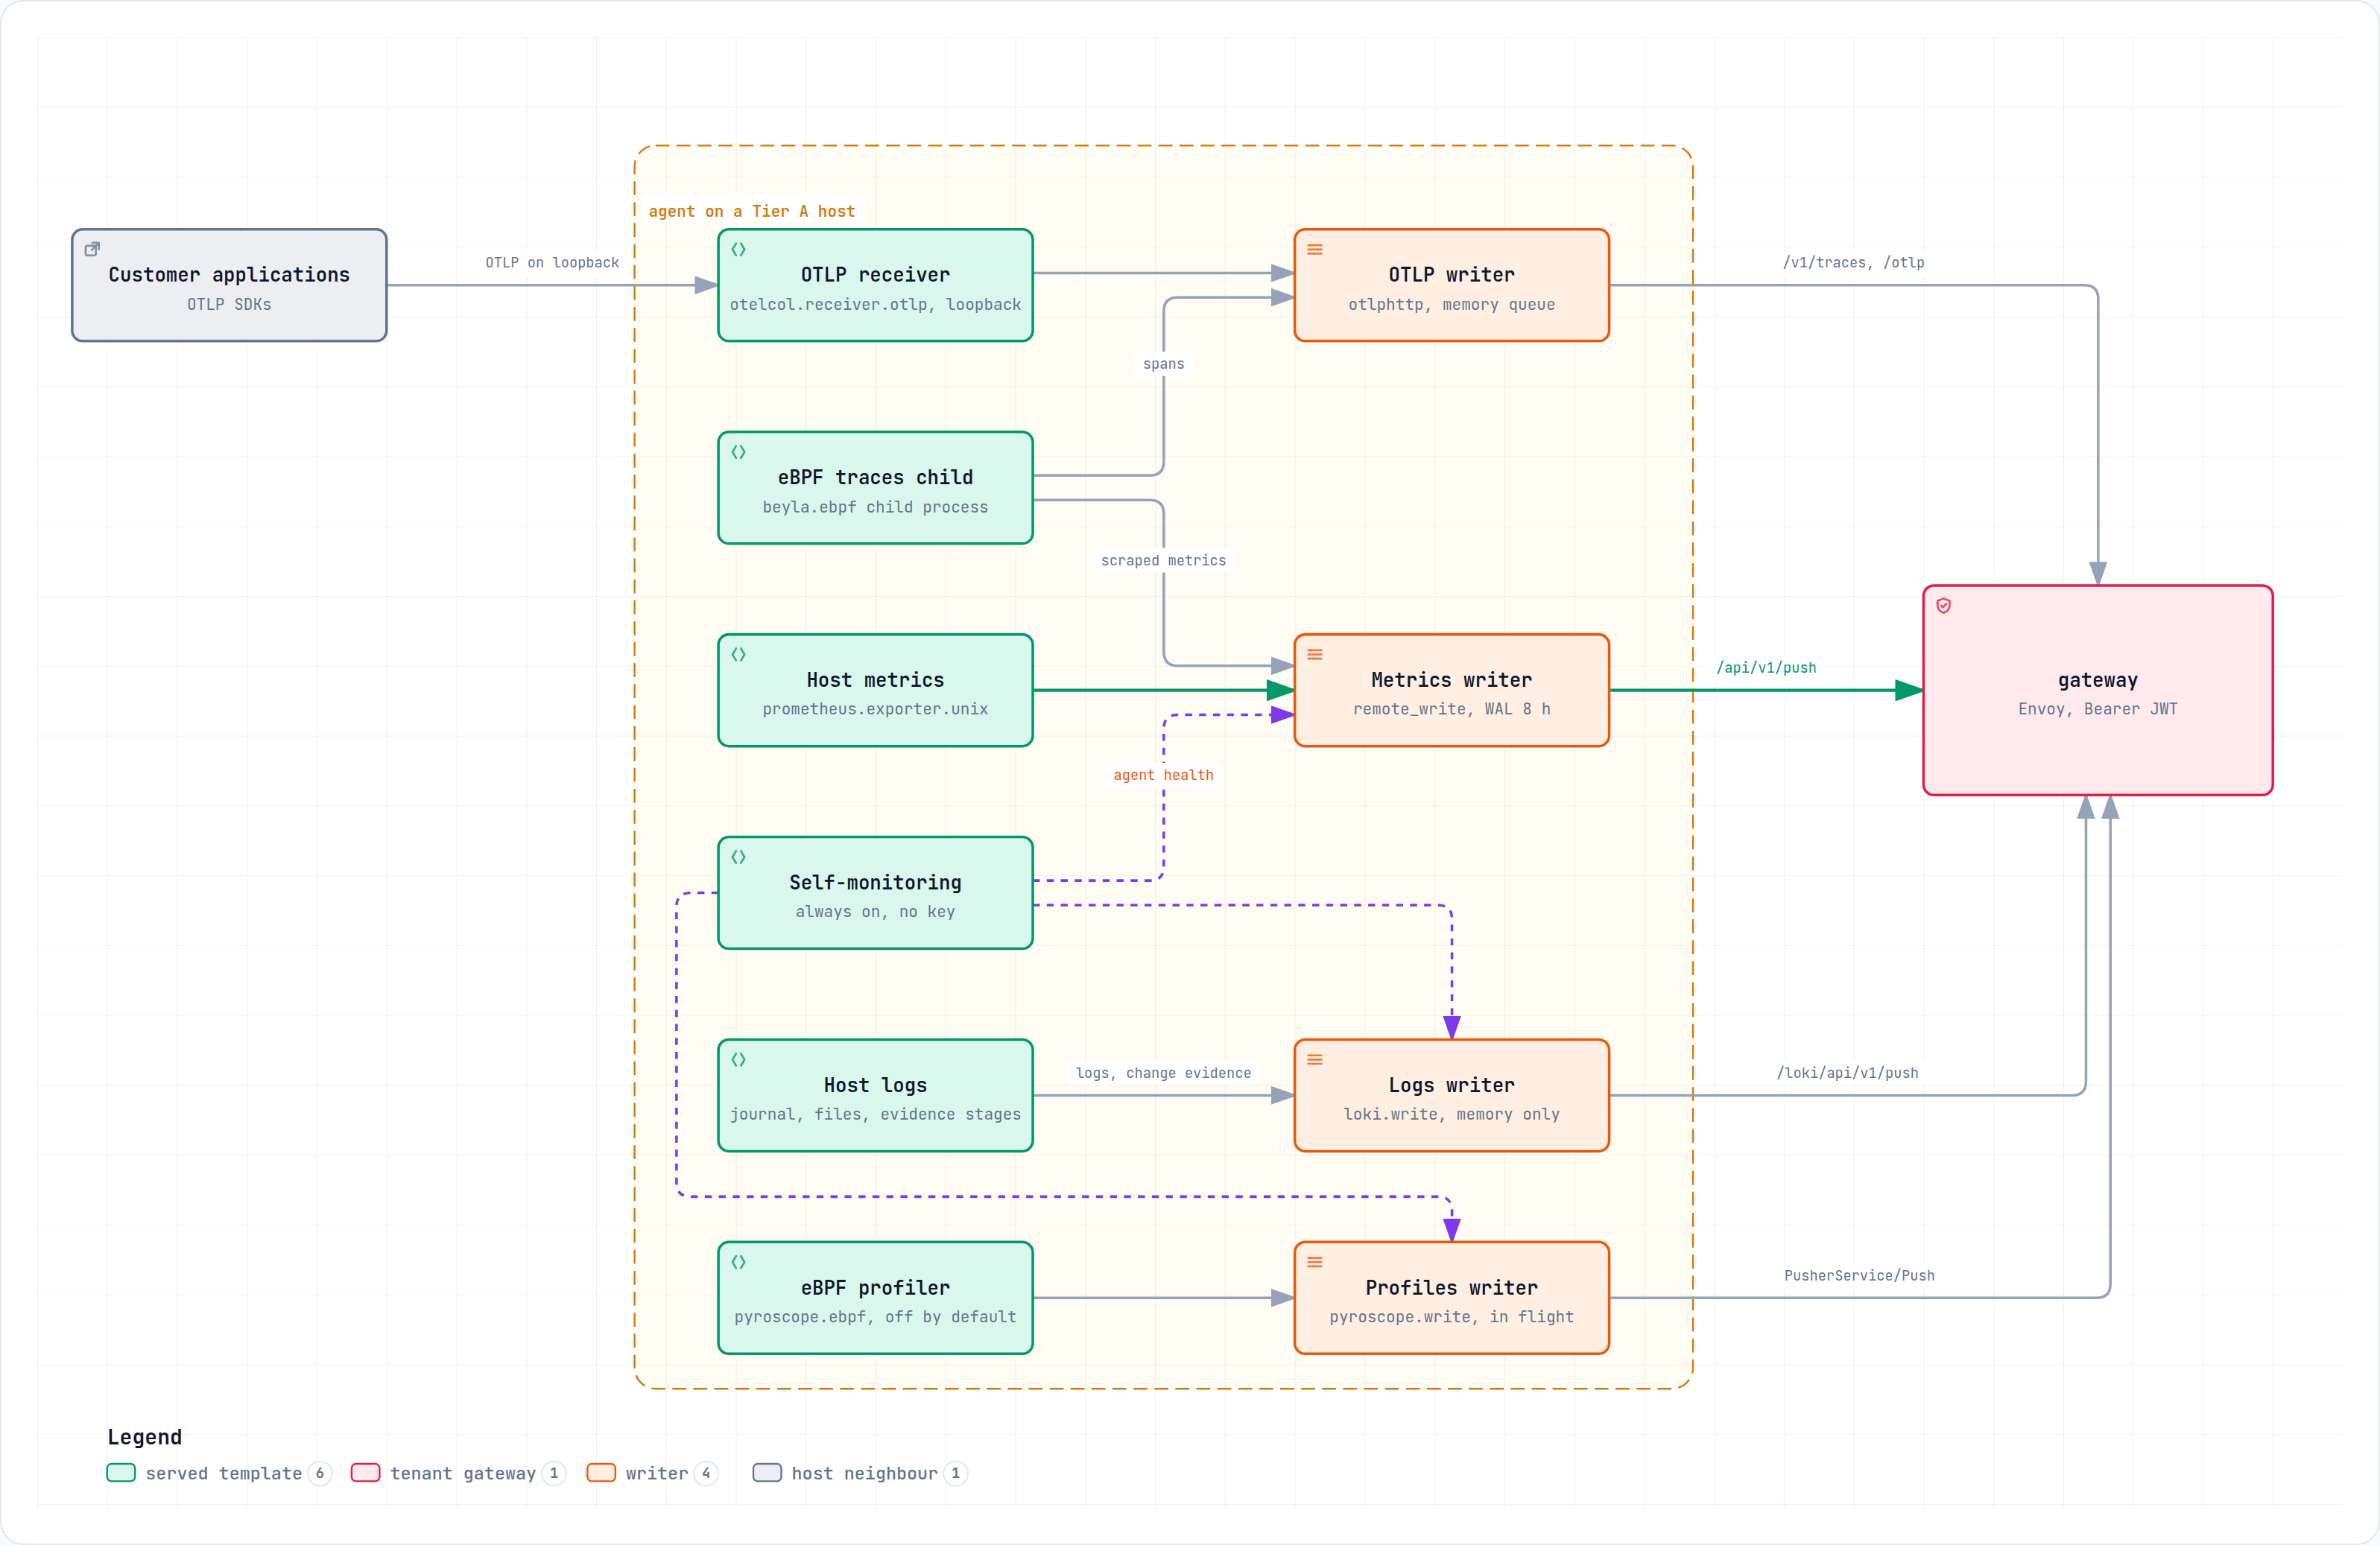 agent on a Tier A host
Customer applications
OTLP SDKs
OTLP on loopback
OTLP receiver
otelcol.receiver.otlp, loopback
OTLP writer
otlphttp, memory queue
/v1/traces, /otlp
spans
eBPF traces child
beyla.ebpf child process
scraped metrics
Host metrics
prometheus.exporter.unix
Metrics writer
remote_write, WAL 8 h
/api/v1/push
gateway
Envoy, Bearer JWT
agent health
Self-monitoring
always on, no key
Host logs
journal, files, evidence stages
logs, change evidence
Logs writer
loki.write, memory only
/loki/api/v1/push
eBPF profiler
pyroscope.ebpf, off by default
Profiles writer
pyroscope.write, in flight
PusherService/Push
Legend
served template 6
tenant gateway 1
writer 4
host neighbour 1